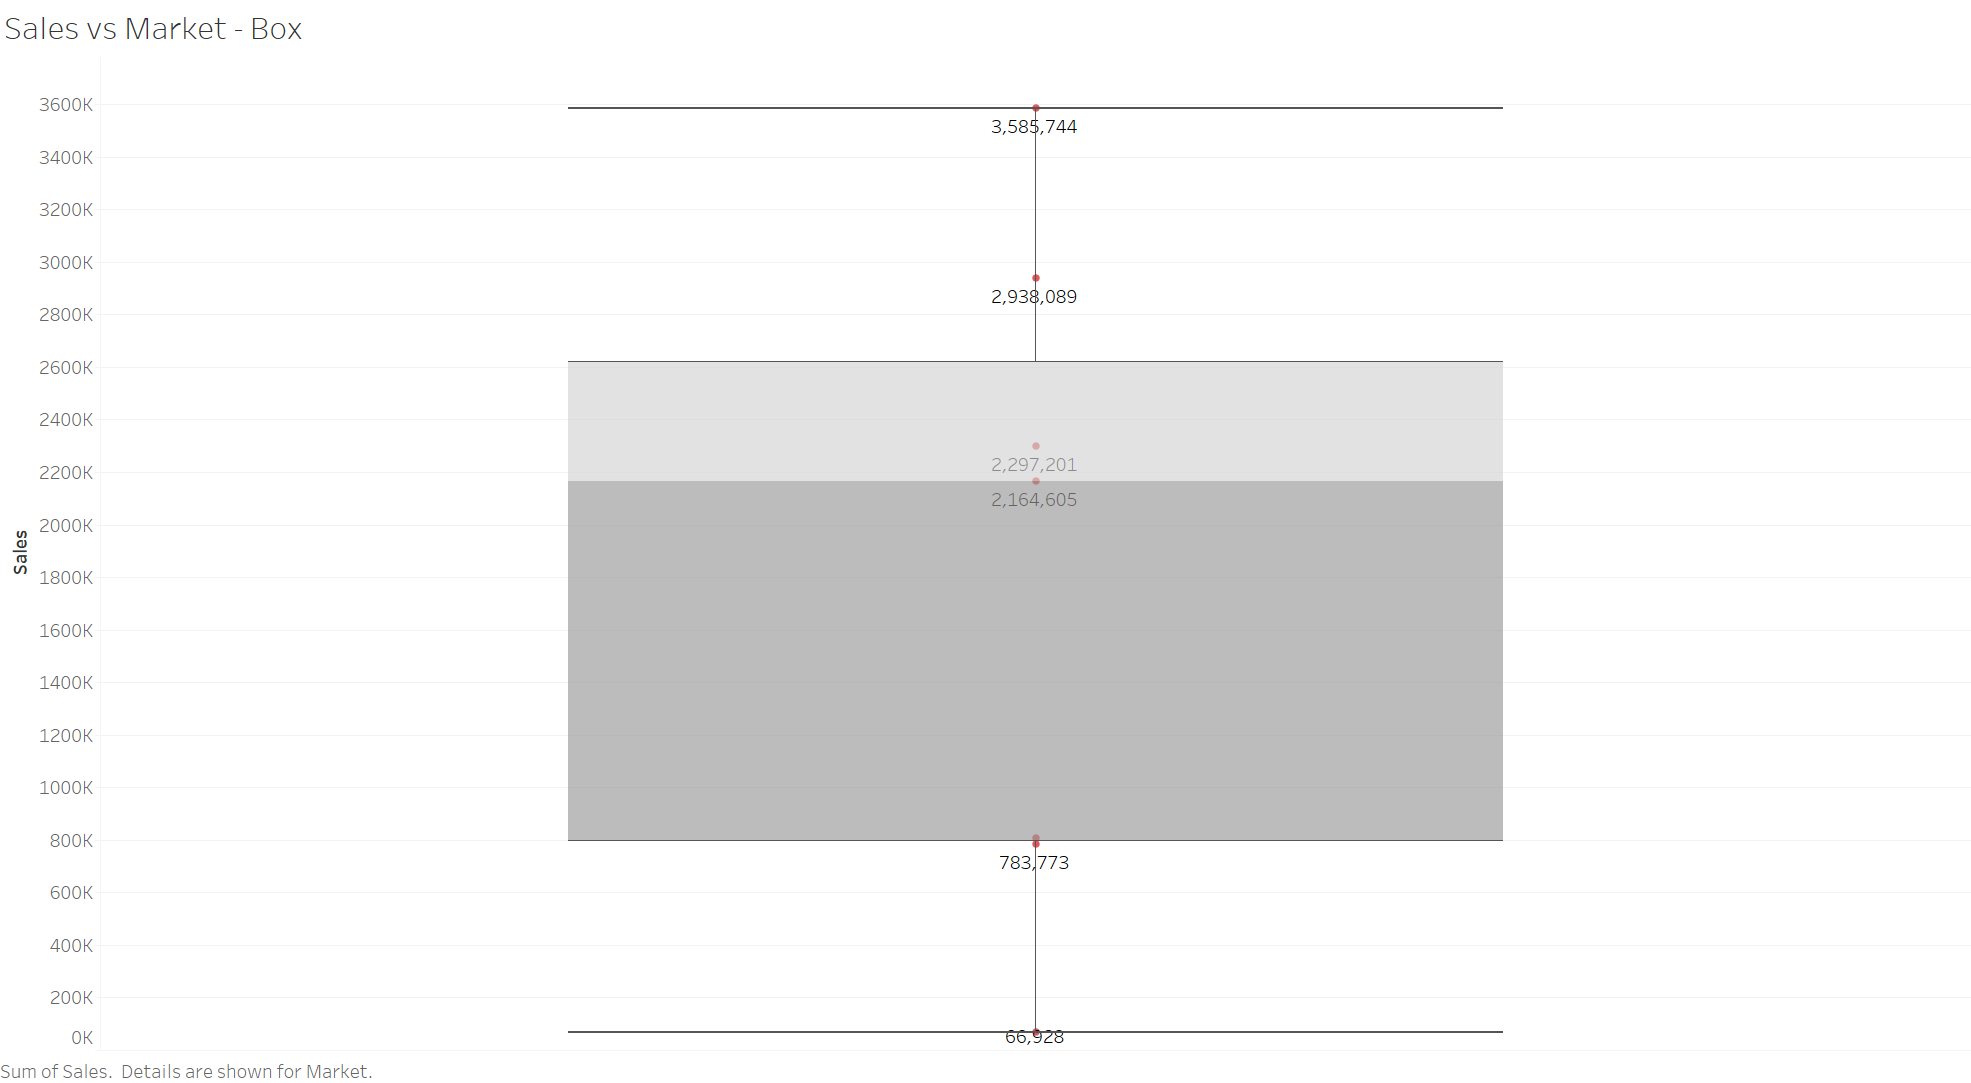 Sales vs Market - Box
3600K
3,585,744
3400K
3200K
3000K
2,938,089
2800K
2600K
2400K
2,297,201
2200K
2,164,605
2000K
Sales
1800K
1600K
1400K
1200K
1000K
800K
783,773
600K
400K
200K
0K
66,928
Sum of Sales. Details are shown for Market.